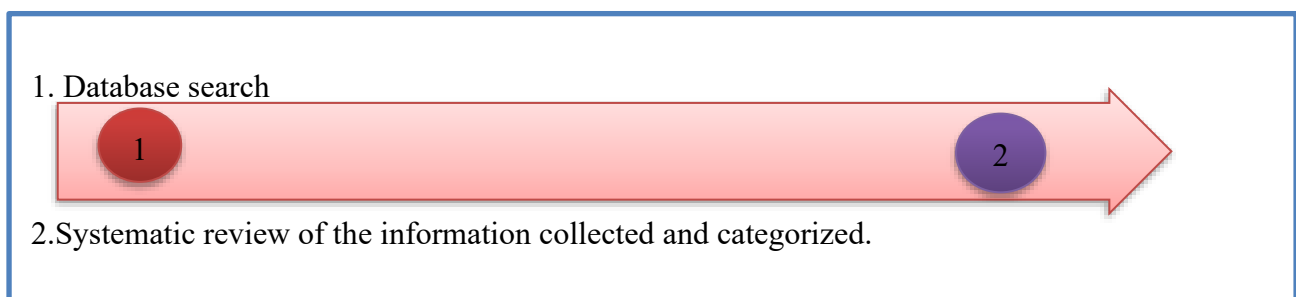 1. Database search
1
2
2.Systematic review of the information collected and categorized.